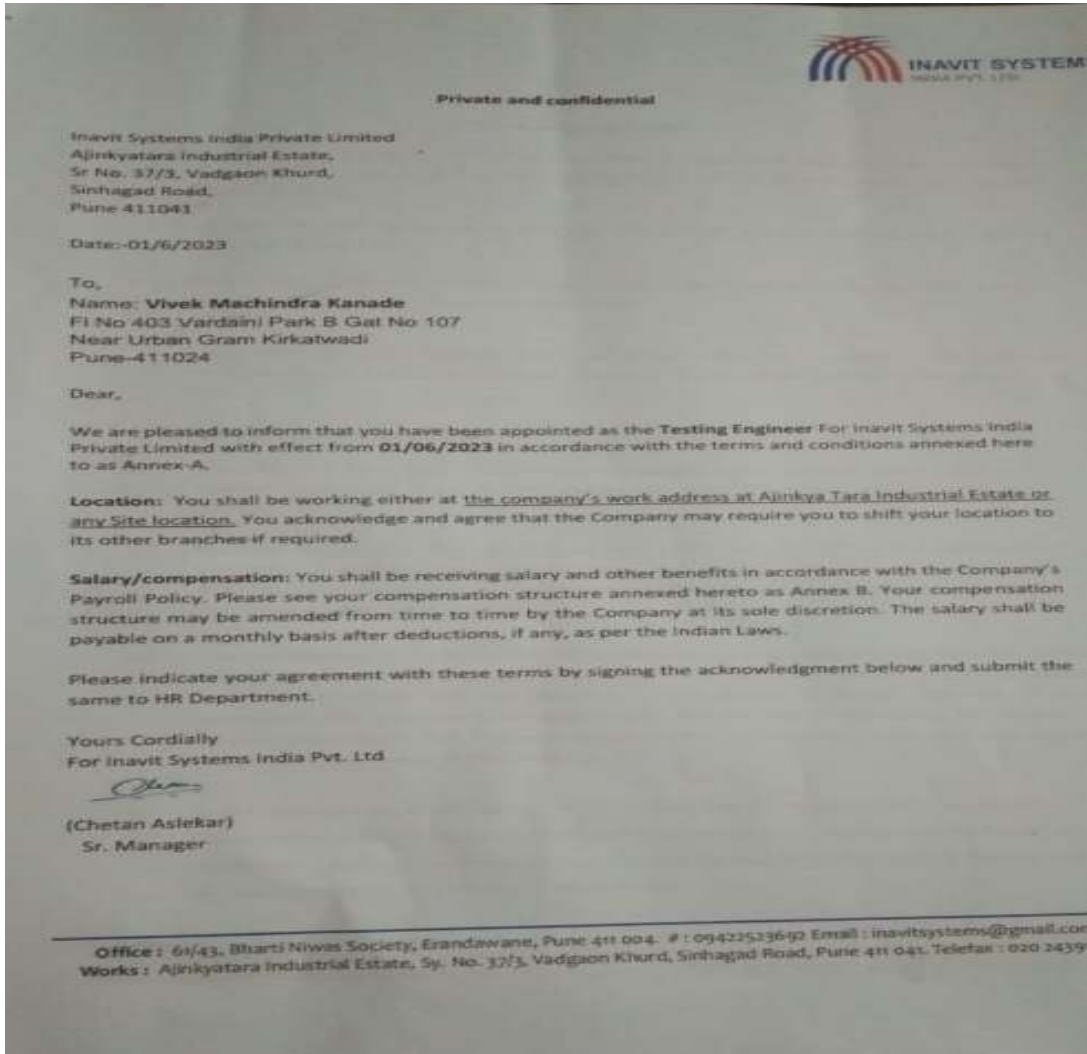 INAVIT SYSTEM
INDIA PVT. LTD.
Private and confidential
Inavit Systems India Private Limited
Ajinkyatara Industrial Estate,
Sr No. 37/3, Vadgaon Khurd,
Sinhagad Road,
Pune 411041
Date:-01/6/2023
To,
Name: Vivek Machindra Kanade
Fl No 403 Vardaini Park B Gat No 107
Near Urban Gram Kirkatwadi
Pune-411024
Dear,
We are pleased to inform that you have been appointed as the Testing Engineer For Inavit Systems India
Private Limited with effect from 01/06/2023 in accordance with the terms and conditions annexed here
to as Annex-A.
Location: You shall be working either at the company's work address at Ajinkya Tara Industrial Estate or
any Site location. You acknowledge and agree that the Company may require you to shift your location to
its other branches if required.
Salary/compensation: You shall be receiving salary and other benefits in accordance with the Company's
Payroll Policy. Please see your compensation structure annexed hereto as Annex B. Your compensation
structure may be amended from time to time by the Company at its sole discretion. The salary shall be
payable on a monthly basis after deductions, if any, as per the Indian Laws.
Please indicate your agreement with these terms by signing the acknowledgment below and submit the
same to HR Department.
Yours Cordially
For Inavit Systems India Pvt. Ltd
(Chetan Aslekar)
Sr. Manager
Office : 61/43, Bharti Niwas Society, Erandawane, Pune 411 004. # : 09422523692 Email : inavitsystems@gmail.com
Works : Ajinkyatara Industrial Estate, Sy. No. 37/3, Vadgaon Khurd, Sinhagad Road, Pune 411 041. Telefax : 020 2439